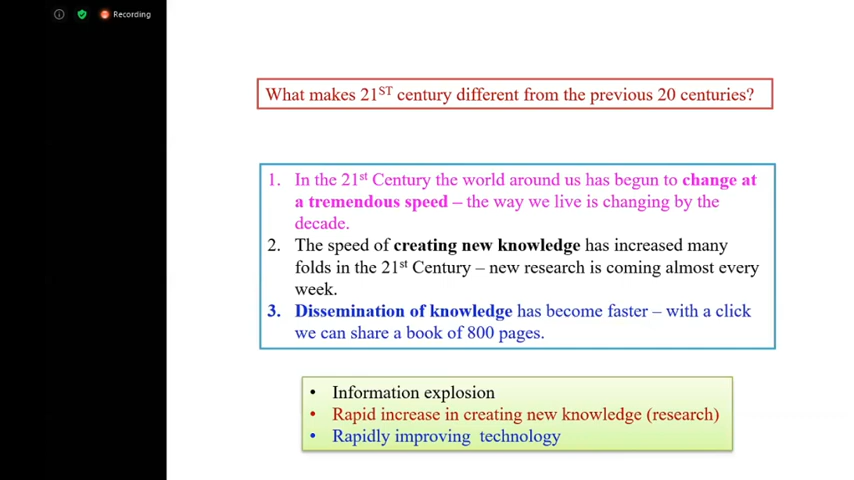 Recording
What makes 21ST century different from the previous 20 centuries?
1. In the 21st Century the world around us has begun to change at
a tremendous speed – the way we live is changing by the
decade.
2. The speed of creating new knowledge has increased many
folds in the 21st Century – new research is coming almost every
week.
3. Dissemination of knowledge has become faster – with a click
we can share a book of 800 pages.
• Information explosion
• Rapid increase in creating new knowledge (research)
• Rapidly improving technology